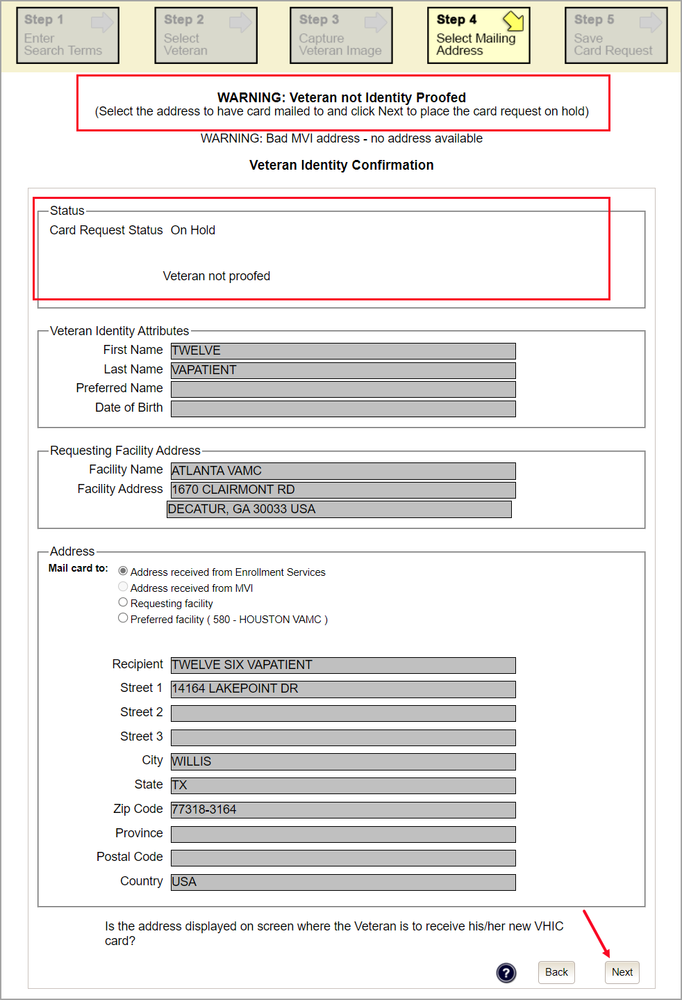 Step 1
Enter
Search Terms
Step 2
Select
Veteran
Step 3
Capture
Veteran Image
Step 4
Select Mailing
Address
Step 5
Save
Card Request
WARNING: Veteran not Identity Proofed
(Select the address to have card mailed to and click Next to place the card request on hold)
WARNING: Bad MVI address - no address available
Veteran Identity Confirmation
Status
Card Request Status On Hold
Veteran not proofed
Veteran Identity Attributes
First Name TWELVE
Last Name VAPATIENT
Preferred Name
Date of Birth
Requesting Facility Address
Facility Name ATLANTA VAMC
Facility Address 1670 CLAIRMONT RD
DECATUR, GA 30033 USA
Address
Mail card to:
Address received from Enrollment Services
Address received from MVI
Requesting facility
Preferred facility ( 580 - HOUSTON VAMC )
Recipient TWELVE SIX VAPATIENT
Street 1 14164 LAKEPOINT DR
Street 2
Street 3
City WILLIS
State TX
Zip Code 77318-3164
Province
Postal Code
Country USA
Is the address displayed on screen where the Veteran is to receive his/her new VHIC
card?
? Back Next